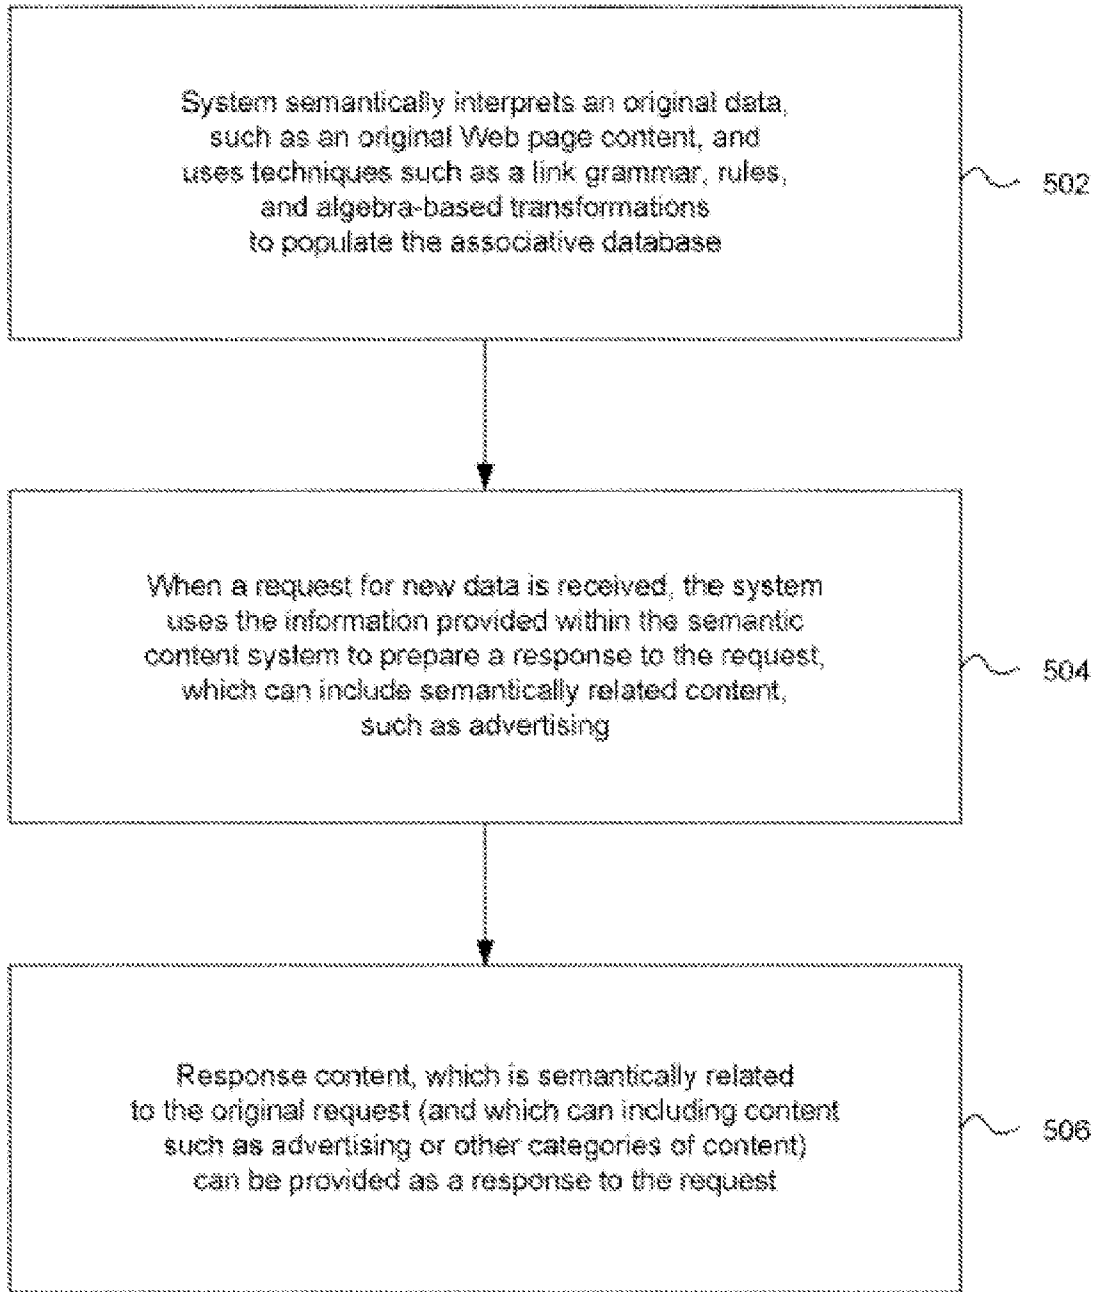 System semantically interprets an original data,
such as an original Web page content, and
uses techniques such as a link grammar, rules,
and algebra-based transformations
to populate the associative database
502
When a request for new data is received, the system
uses the information provided within the semantic
content system to prepare a response to the request,
which can include semantically related content,
such as advertising
504
Response content, which is semantically related
to the original request (and which can including content
such as advertising or other categories of content)
can be provided as a response to the request
506